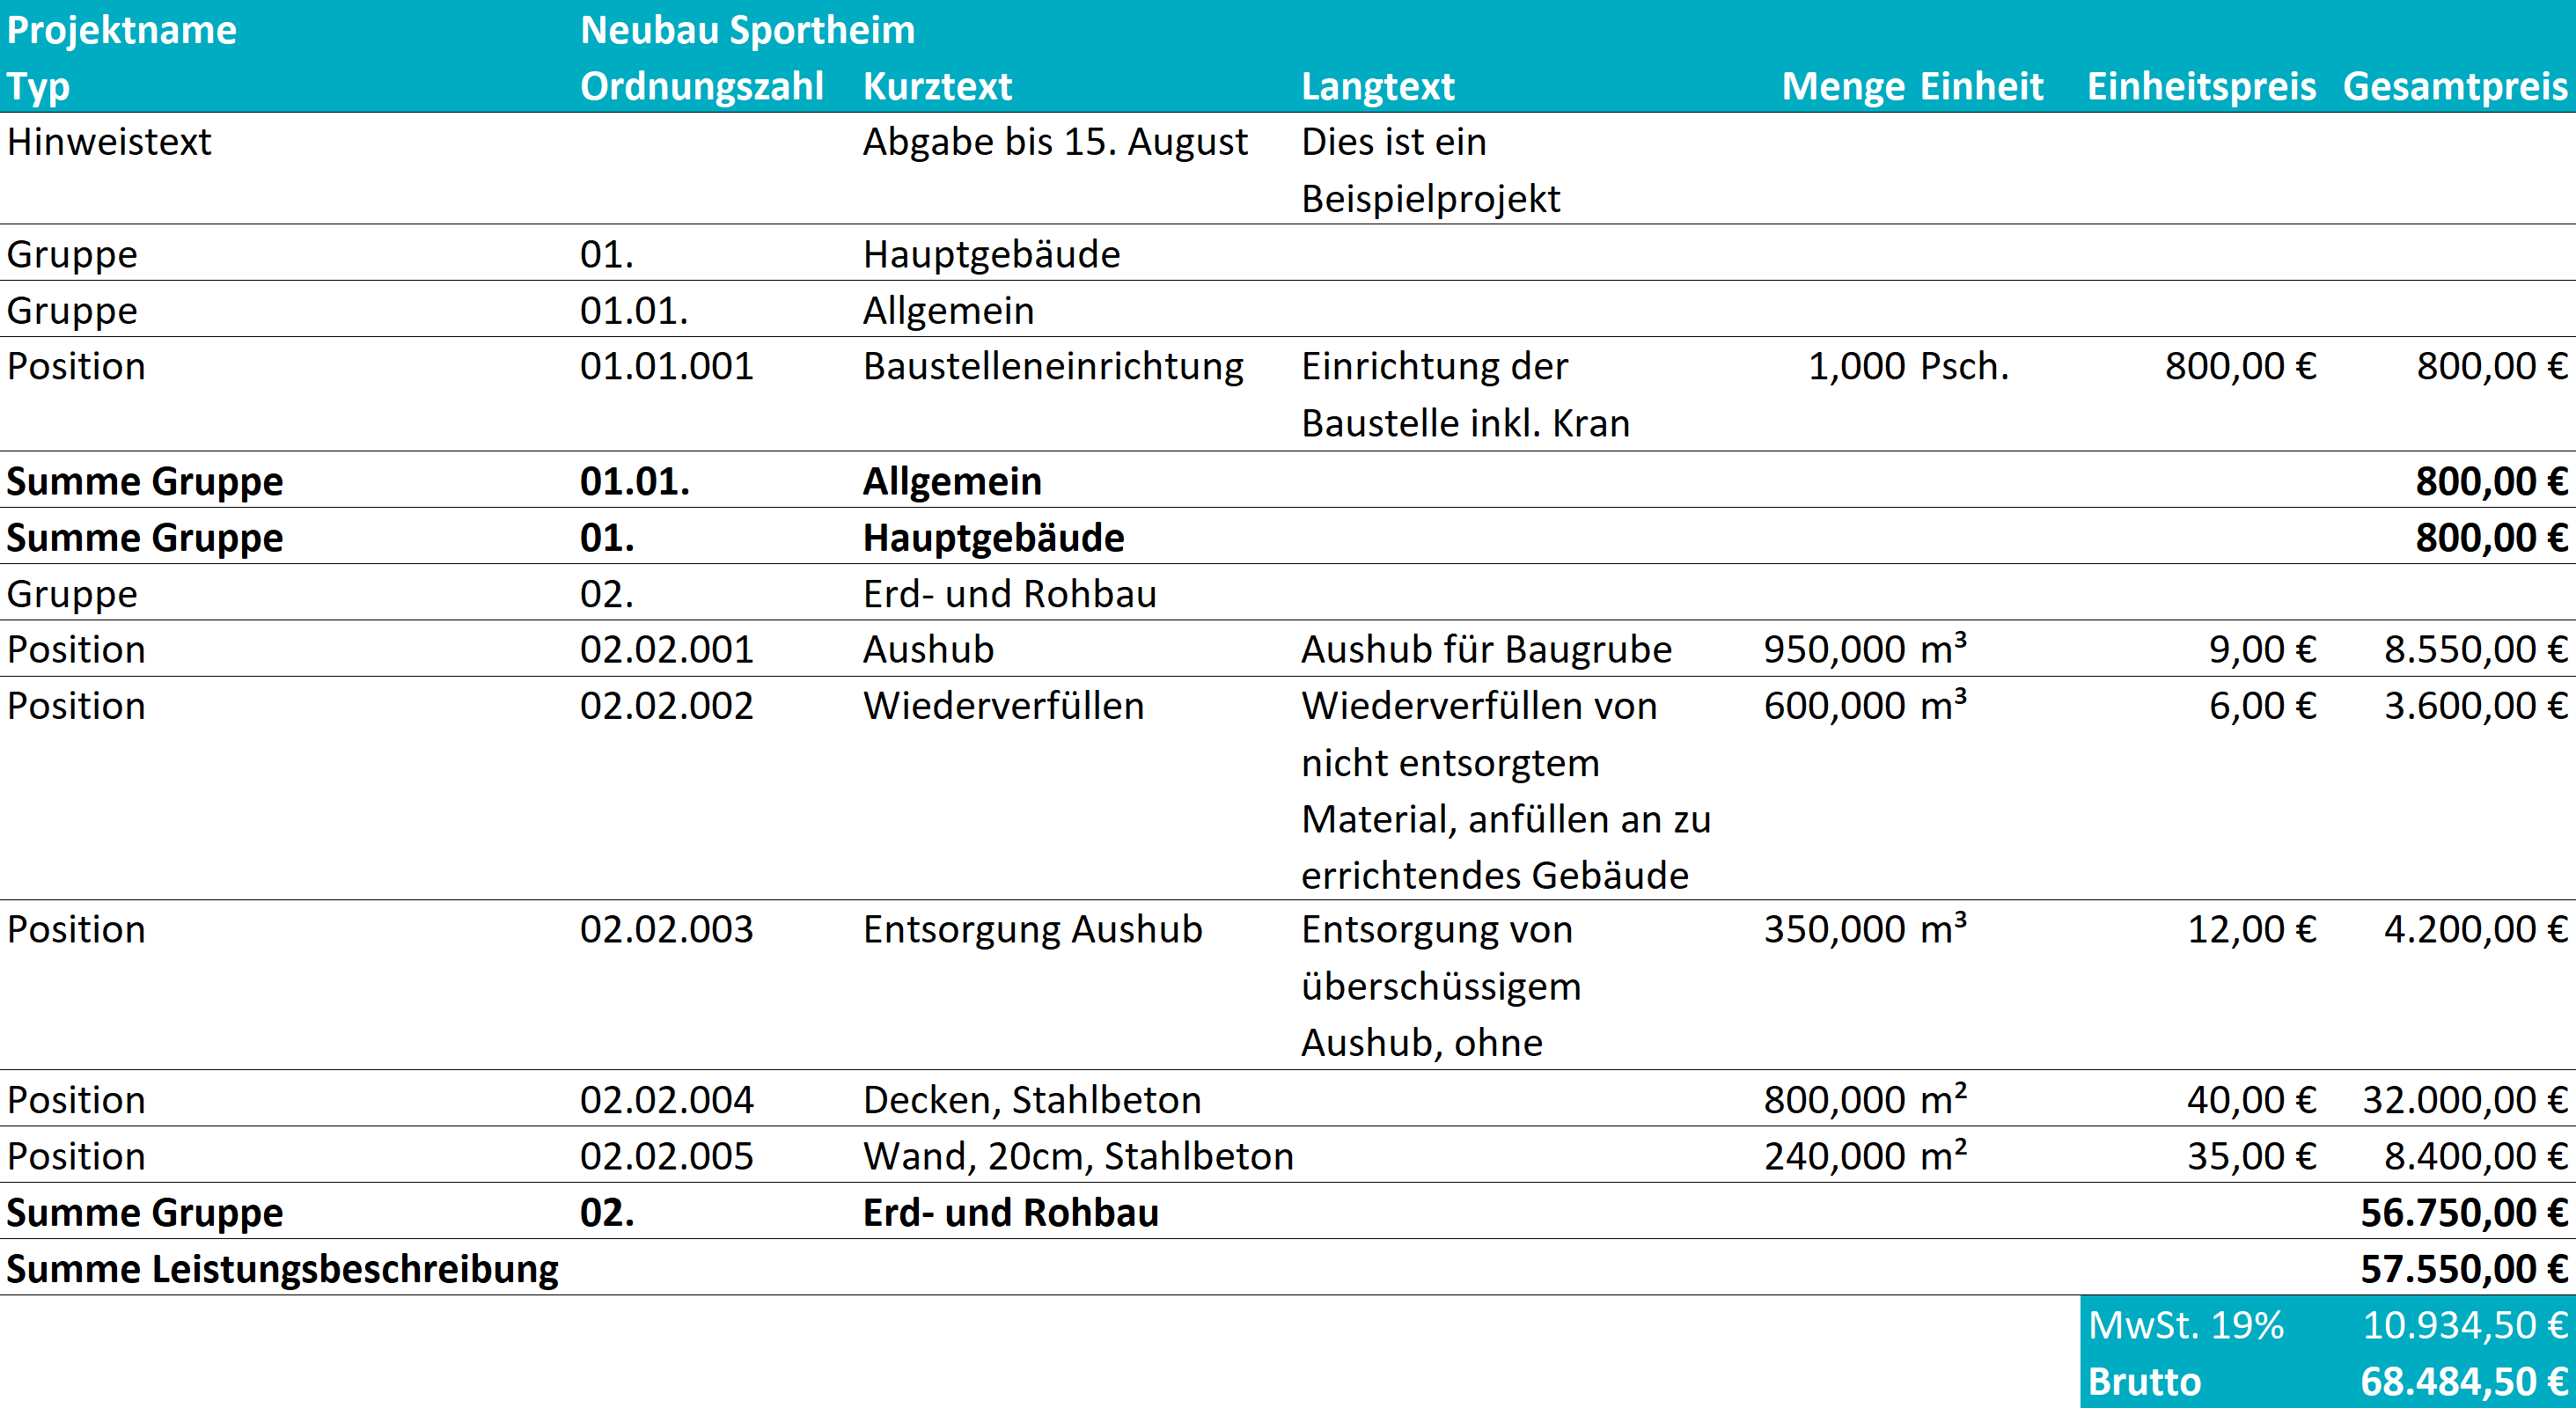 Projektname Neubau Sportheim
Typ Ordnungszahl Kurztext Langtext Menge Einheit Einheitspreis Gesamtpreis
Hinweistext Abgabe bis 15. August Dies ist ein
Beispielprojekt
Gruppe 01. Hauptgebäude
Gruppe 01.01. Allgemein
Position 01.01.001 Baustelleneinrichtung Einrichtung der 1,000 Psch. 800,00 € 800,00 €
Baustelle inkl. Kran
Summe Gruppe 01.01. Allgemein 800,00 €
Summe Gruppe 01. Hauptgebäude 800,00 €
Gruppe 02. Erd- und Rohbau
Position 02.02.001 Aushub Aushub für Baugrube 950,000 m³ 9,00 € 8.550,00 €
Position 02.02.002 Wiederverfüllen Wiederverfüllen von 600,000 m³ 6,00 € 3.600,00 €
nicht entsorgtem
Material, anfüllen an zu
errichtendes Gebäude
Position 02.02.003 Entsorgung Aushub Entsorgung von 350,000 m³ 12,00 € 4.200,00 €
überschüssigem
Aushub, ohne
Position 02.02.004 Decken, Stahlbeton 800,000 m² 40,00 € 32.000,00 €
Position 02.02.005 Wand, 20cm, Stahlbeton 240,000 m² 35,00 € 8.400,00 €
Summe Gruppe 02. Erd- und Rohbau 56.750,00 €
Summe Leistungsbeschreibung 57.550,00 €
MwSt. 19% 10.934,50 €
Brutto 68.484,50 €